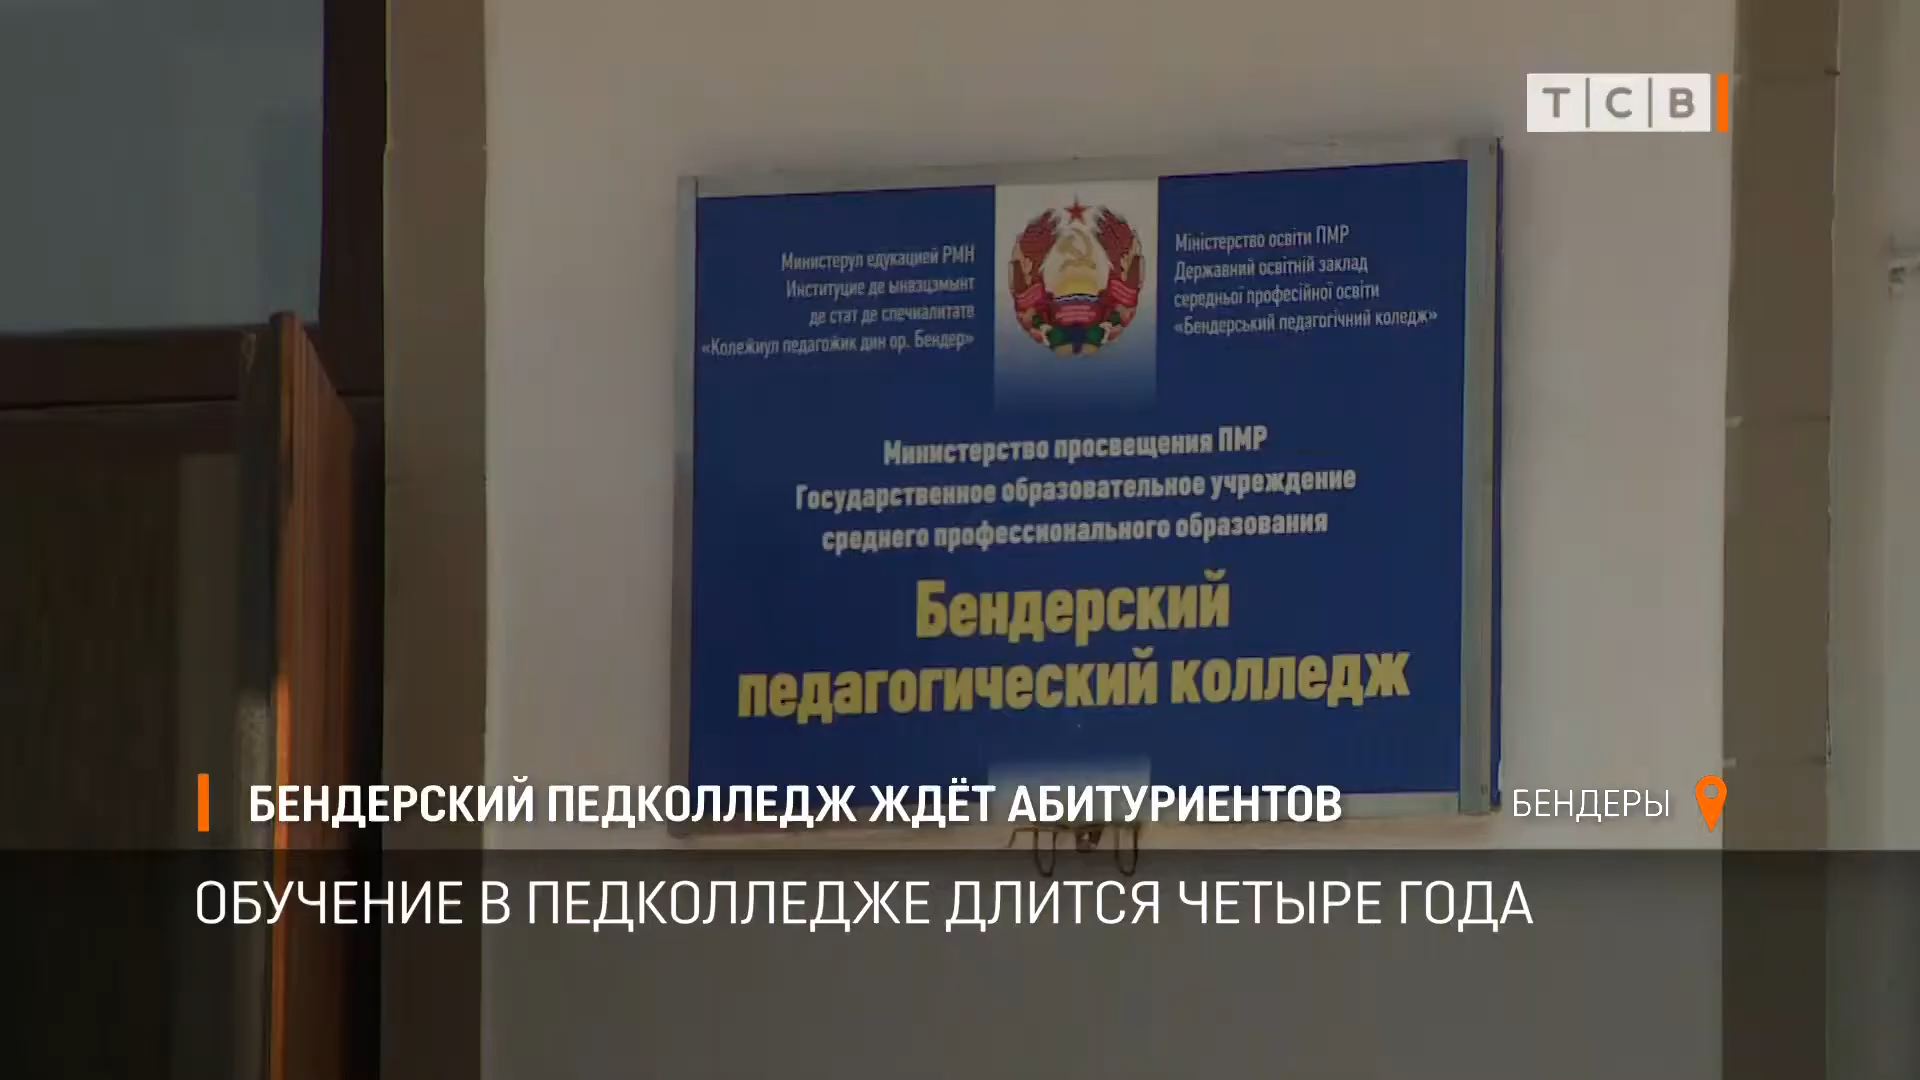 Т|С|В
Министерул едукацией РМН
Институцие де ынвэцэмынт
де стат де спечиалитате
«Колежиул педагожик дин ор. Бендер»
Міністерство освіти ПМР
Державний освітній заклад
середньої професійної освіти
«Бендерський педагогічний коледж»
Министерство просвещения ПМР
Государственное образовательное учреждение
среднего профессионального образования
Бендерский
педагогический колледж
БЕНДЕРСКИЙ ПЕДКОЛЛЕДЖ ЖДЁТ АБИТУРИЕНТОВ
БЕНДЕРЫ
ОБУЧЕНИЕ В ПЕДКОЛЛЕДЖЕ ДЛИТСЯ ЧЕТЫРЕ ГОДА